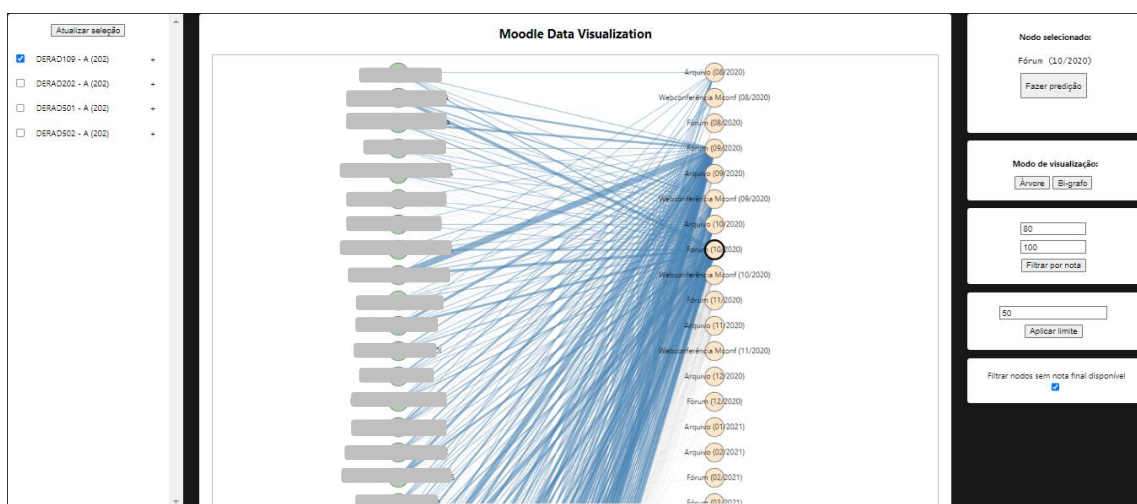 Atualizar seleção
DERAD109 - A (202) +
DERAD202 - A (202) +
DERAD501 - A (202) +
DERAD502 - A (202) +
Moodle Data Visualization
Arquivo (08/2020)
Webconferência Mconf (08/2020)
Fórum (08/2020)
Fórum (09/2020)
Arquivo (09/2020)
Webconferência Mconf (09/2020)
Arquivo (10/2020)
Fórum (10/2020)
Webconferência Mconf (10/2020)
Fórum (11/2020)
Arquivo (11/2020)
Webconferência Mconf (11/2020)
Arquivo (12/2020)
Fórum (12/2020)
Arquivo (01/2021)
Arquivo (02/2021)
Fórum (02/2021)
Fórum (03/2021)
Nodo selecionado:
Fórum (10/2020)
Fazer predição
Modo de visualização:
Árvore Bi-grafo
80
100
Filtrar por nota
50
Aplicar limite
Filtrar nodos sem nota final disponível